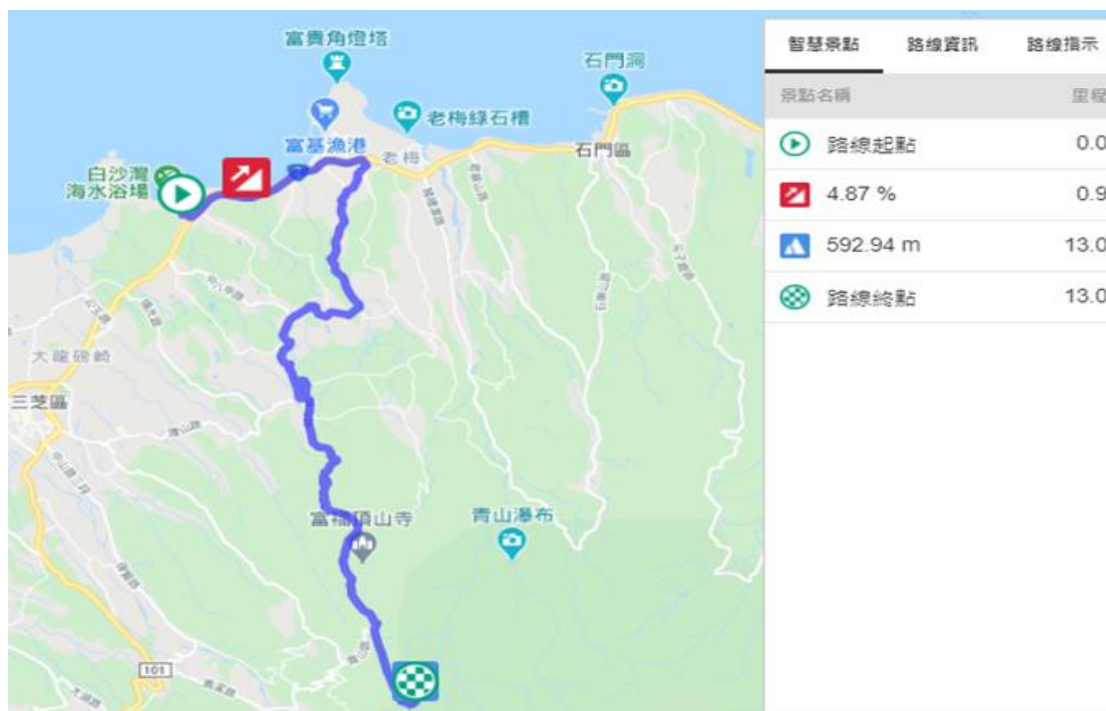 富貴角燈塔
石門洞
老梅綠石槽
富基漁港
老梅
石門區
白沙灣
海水浴場
大龍磅崎
三芝區
富福頂山寺
青山瀑布
101
智慧景點 路線資訊 路線指示
景點名稱 里程
路線起點 0.0
4.87 % 0.9
592.94 m 13.0
路線終點 13.0